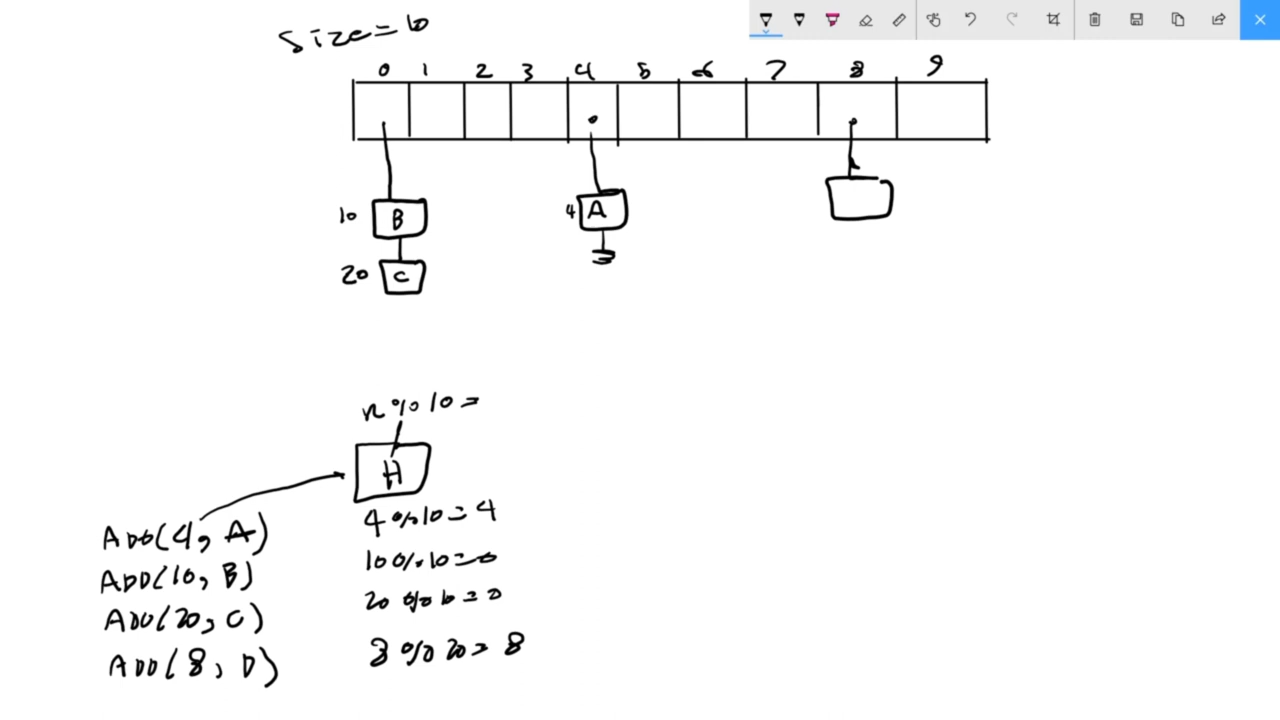 Size=10
0 1 2 3 4 5 6 7 8 9
10 B
4 A
20 C
n%10=
H
ADD(4, A)
4%10=4
ADD(10, B)
10%10=0
ADD(20, C)
20%10=0
ADD(8, D)
8%20=8